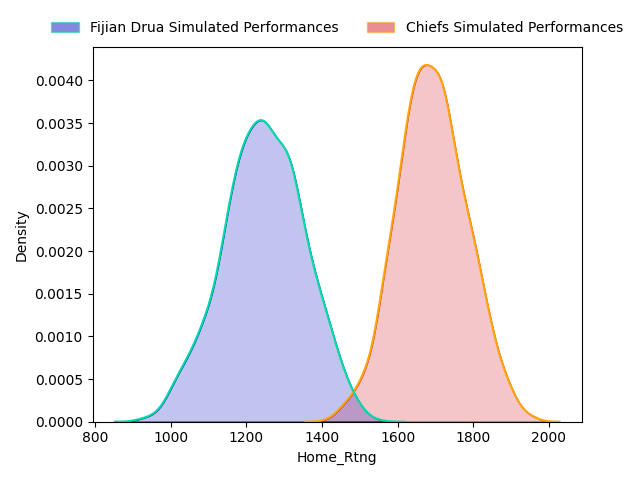 Fijian Drua Simulated Performances Chiefs Simulated Performances
0.0040
0.0035
0.0030
0.0025
0.0020
0.0015
0.0010
0.0005
0.0000
Density
800 1000 1200 1400 1600 1800 2000
Home_Rtng